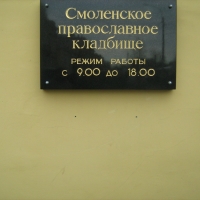 Смоленское
православное
кладбище
РЕЖИМ РАБОТЫ
С 9.00 ДО 18.00